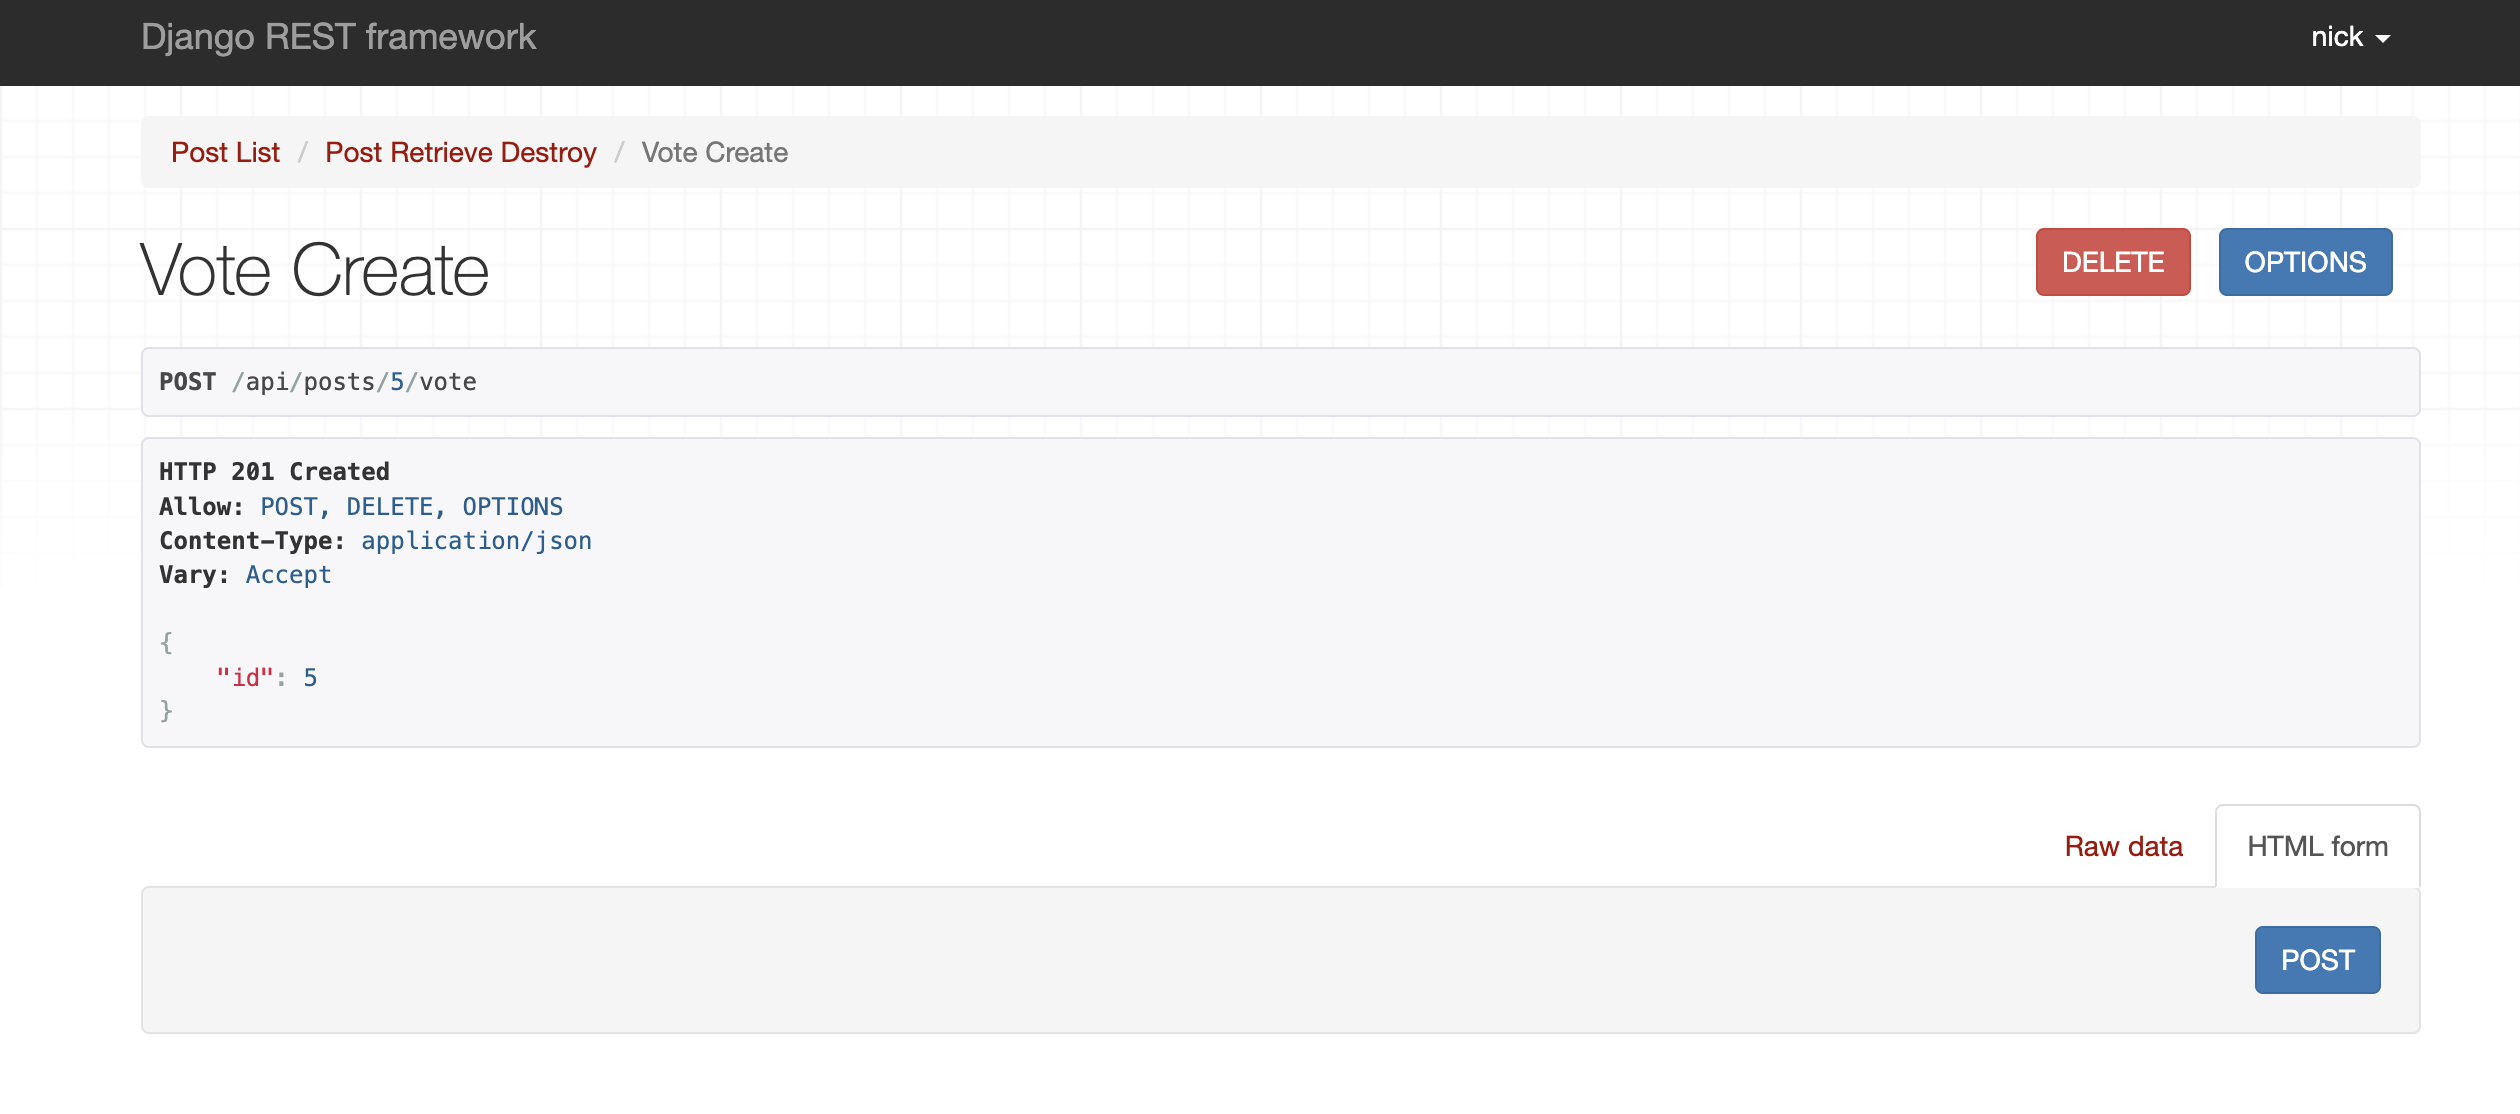 Django REST framework
nick
Post List / Post Retrieve Destroy / Vote Create
Vote Create
DELETE
OPTIONS
POST /api/posts/5/vote
HTTP 201 Created
Allow: POST, DELETE, OPTIONS
Content-Type: application/json
Vary: Accept
{
    "id": 5
}
Raw data
HTML form
POST